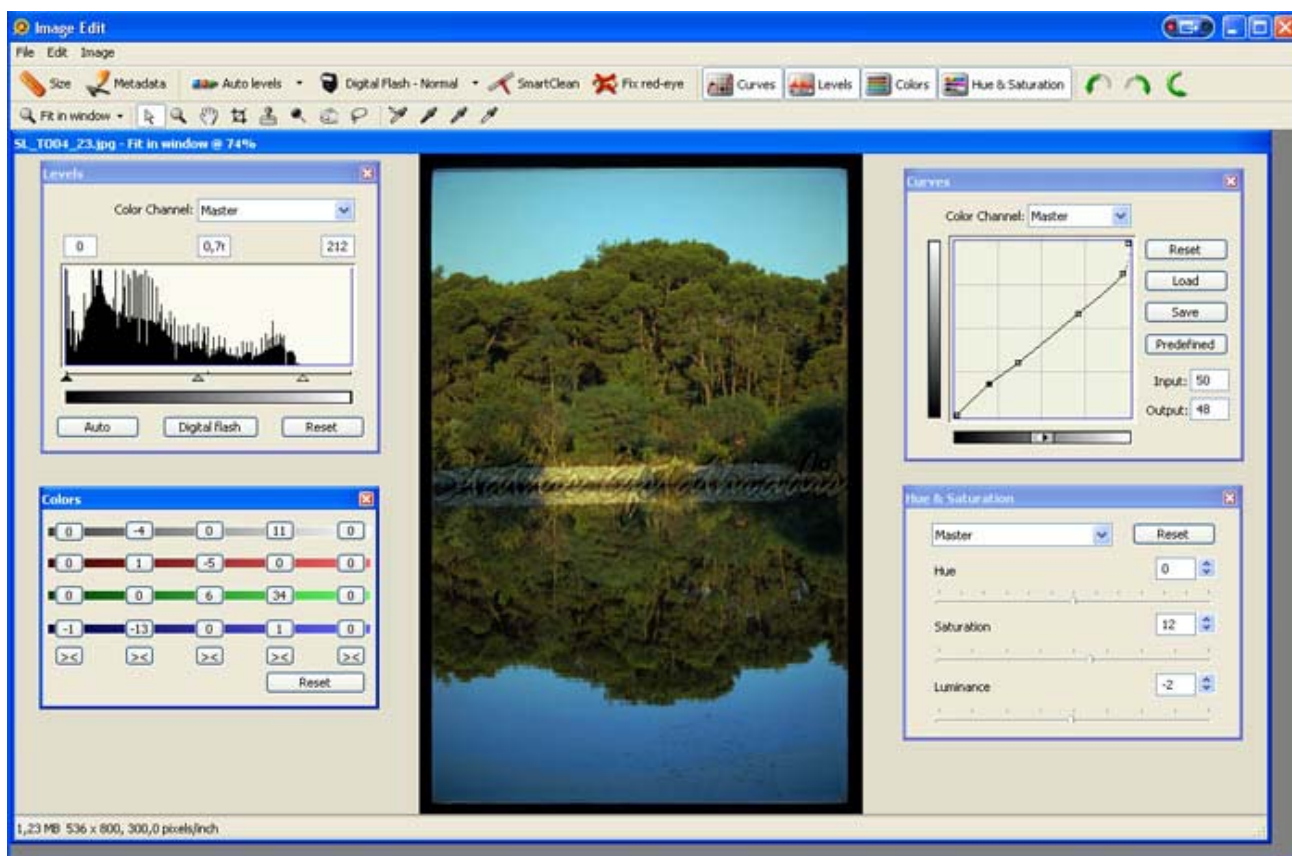 Image Edit
File Edit Image
Size Metadata Auto levels Digital Flash - Normal SmartClean Fix red-eye Curves Levels Colors Hue & Saturation
Fit in window
SL_T004_23.jpg - Fit in window @ 74%
Levels
Color Channel: Master
0 0,7 212
Auto Digital flash Reset
Colors
0 -4 0 11 0
0 1 -5 0 0
0 0 6 34 0
-1 -13 0 1 0
>< >< >< >< ><
Reset
Curves
Color Channel: Master
Reset
Load
Save
Predefined
Input: 50
Output: 48
Hue & Saturation
Master Reset
Hue 0
Saturation 12
Luminance -2
1,23 MB 536 x 800, 300,0 pixels/inch